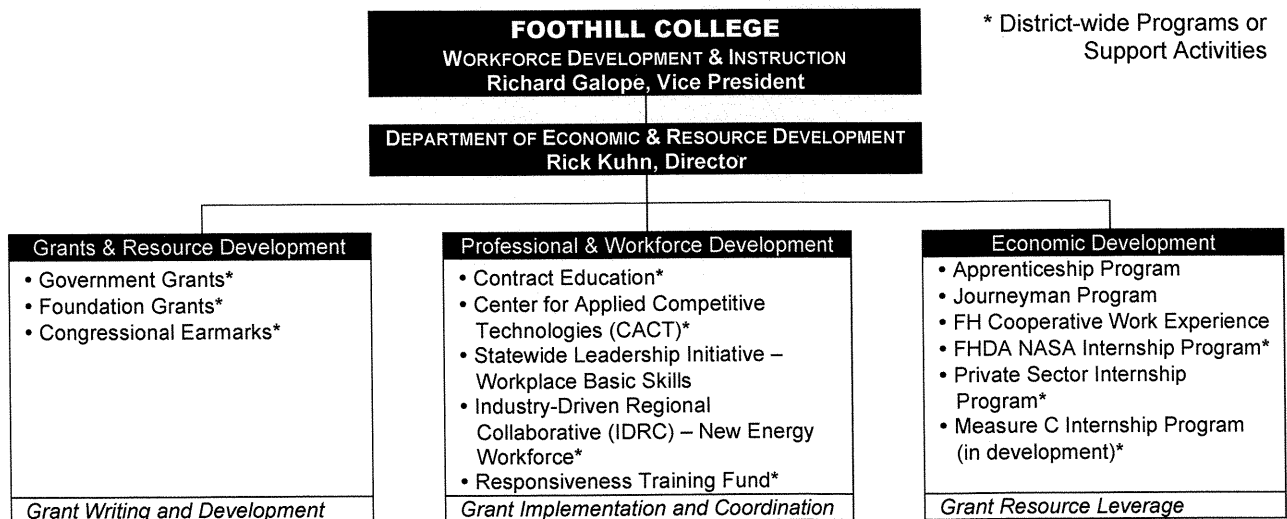 FOOTHILL COLLEGE
WORKFORCE DEVELOPMENT & INSTRUCTION
Richard Galope, Vice President
* District-wide Programs or
Support Activities
DEPARTMENT OF ECONOMIC & RESOURCE DEVELOPMENT
Rick Kuhn, Director
Grants & Resource Development
• Government Grants*
• Foundation Grants*
• Congressional Earmarks*
Grant Writing and Development
Professional & Workforce Development
• Contract Education*
• Center for Applied Competitive
Technologies (CACT)*
• Statewide Leadership Initiative –
Workplace Basic Skills
• Industry-Driven Regional
Collaborative (IDRC) – New Energy
Workforce*
• Responsiveness Training Fund*
Grant Implementation and Coordination
Economic Development
• Apprenticeship Program
• Journeyman Program
• FH Cooperative Work Experience
• FHDA NASA Internship Program*
• Private Sector Internship
Program*
• Measure C Internship Program
(in development)*
Grant Resource Leverage